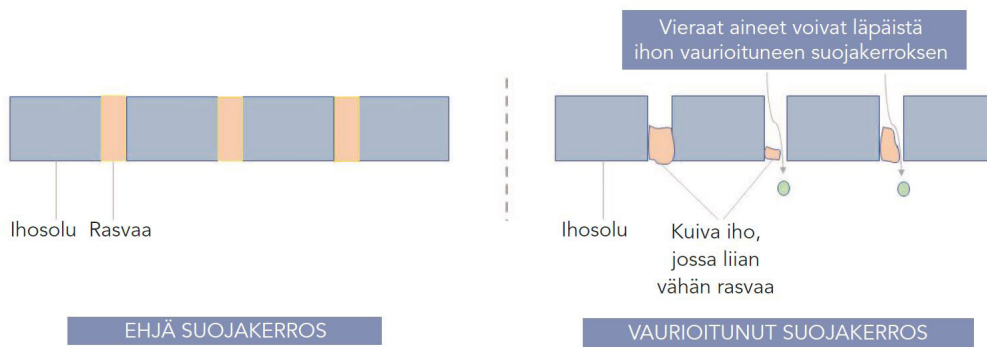 Vieraat aineet voivat läpäistä
ihon vaurioituneen suojakerroksen
Ihosolu
Rasvaa
Ihosolu
Kuiva iho,
jossa liian
vähän rasvaa
EHJÄ SUOJAKERROS
VAURIOITUNUT SUOJAKERROS